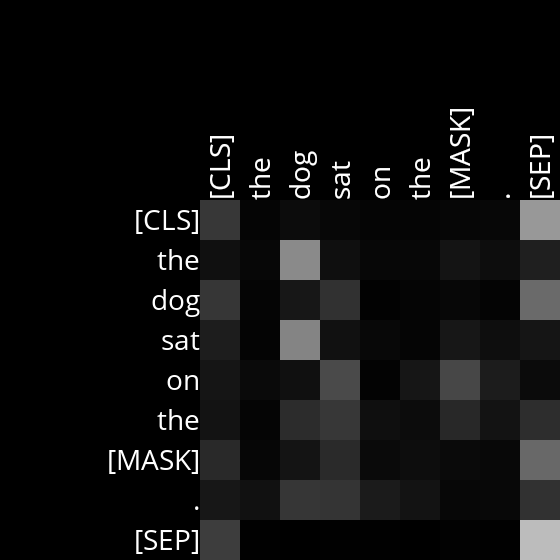 [CLS]
the
dog
sat
on
the
[MASK]
.
[SEP]
[CLS]
the
dog
sat
on
the
[MASK]
.
[SEP]